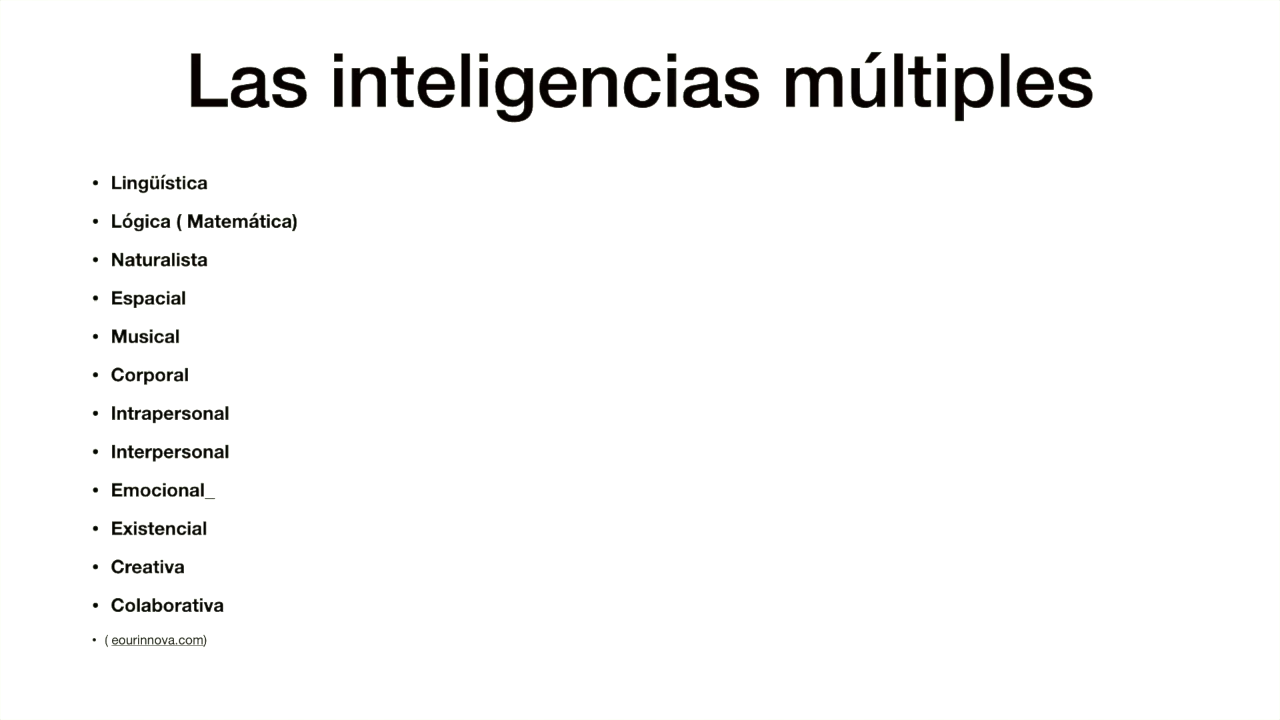 Las inteligencias múltiples
• Lingüística
• Lógica ( Matemática)
• Naturalista
• Espacial
• Musical
• Corporal
• Intrapersonal
• Interpersonal
• Emocional_
• Existencial
• Creativa
• Colaborativa
• ( eourinnova.com)